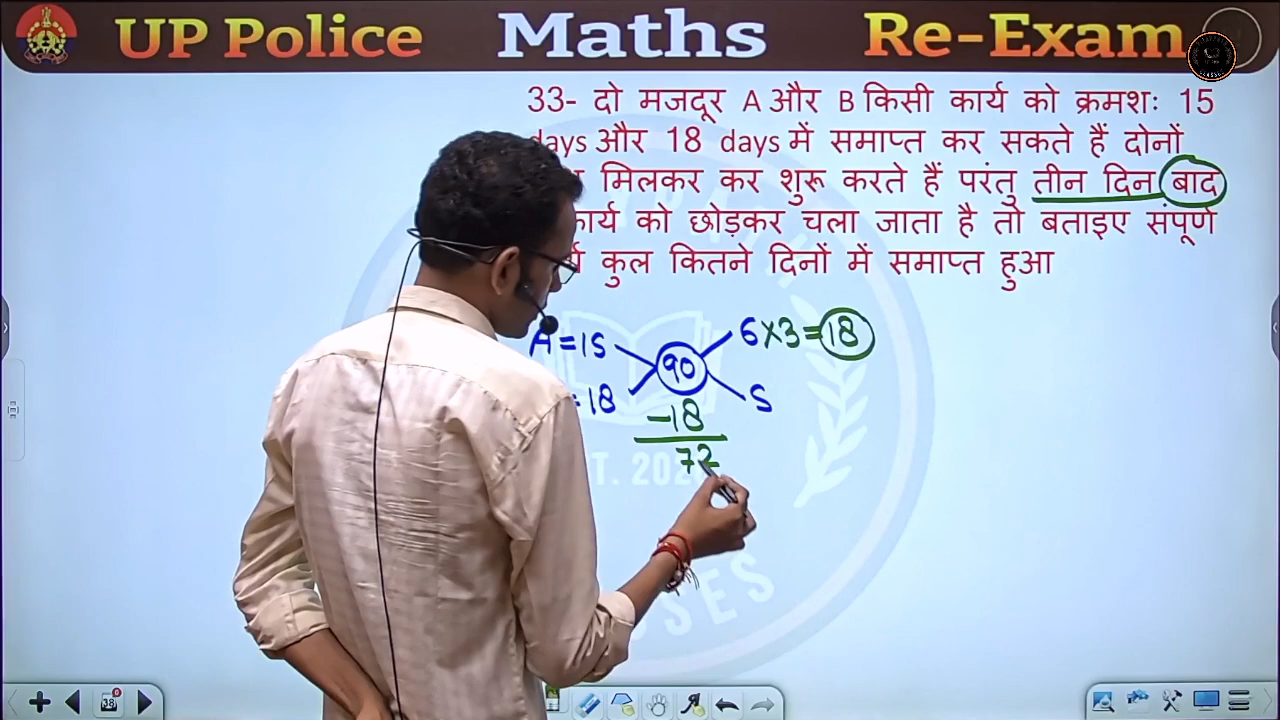 UP Police Maths Re-Exam
33- दो मजदूर A और B किसी कार्य को क्रमशः 15
days और 18 days में समाप्त कर सकते हैं दोनों
मिलकर कर शुरू करते हैं परंतु तीन दिन बाद
कार्य को छोड़कर चला जाता है तो बताइए संपूर्ण
कुल कितने दिनों में समाप्त हुआ
A = 15 90 6×3=18
= 18 5
-18
72